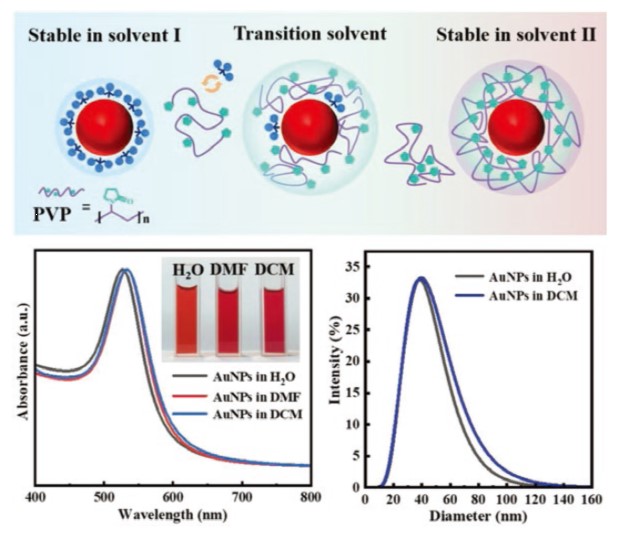 Stable in solvent I
Transition solvent
Stable in solvent II
PVP =
n
H₂O DMF DCM
AuNPs in H₂O
AuNPs in DMF
AuNPs in DCM
Absorbance (a.u.)
400 500 600 700 800
Wavelength (nm)
AuNPs in H₂O
AuNPs in DCM
Intensity (%)
35
30
25
20
15
10
5
0
0 20 40 60 80 100 120 140 160
Diameter (nm)